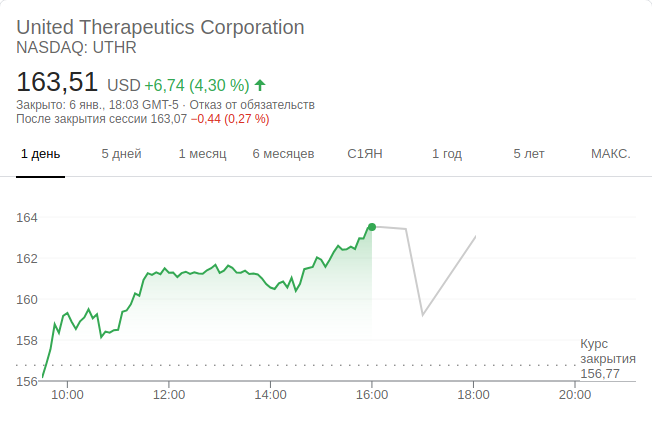 United Therapeutics Corporation
NASDAQ: UTHR
163,51 USD +6,74 (4,30 %)
Закрыто: 6 янв., 18:03 GMT-5 · Отказ от обязательств
После закрытия сессии 163,07 −0,44 (0,27 %)
1 день 5 дней 1 месяц 6 месяцев С1ЯН 1 год 5 лет МАКС.
164
162
160
158
Курс
закрытия
156,77
156
10:00 12:00 14:00 16:00 18:00 20:00